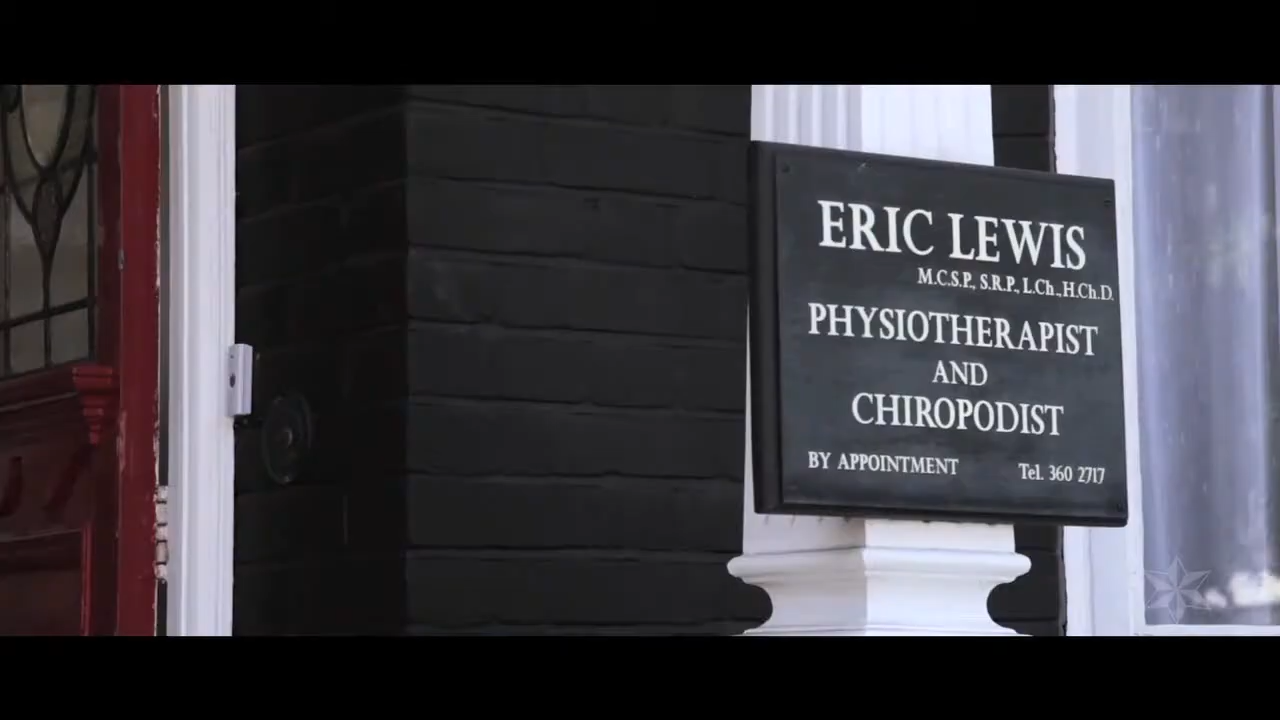 ERIC LEWIS
M.C.S.P., S.R.P., L.Ch., H.Ch.D.
PHYSIOTHERAPIST
AND
CHIROPODIST
BY APPOINTMENT Tel. 360 2717